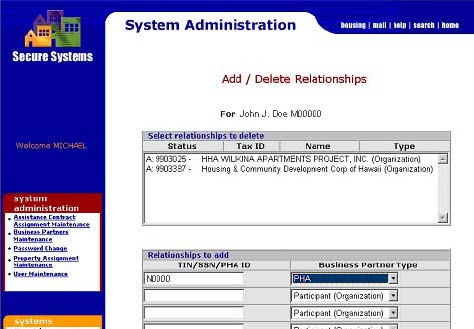 System Administration
housing | mail | help | search | home
Secure Systems
Add / Delete Relationships
For John J. Doe M00000
Welcome MICHAEL
Select relationships to delete
Status Tax ID Name Type
A: 9903025 - HHA WILKINA APARTMENTS PROJECT, INC. (Organization)
A: 9903387 - Housing & Community Development Corp of Hawaii (Organization)
system
administration
Assistance Contract
Assignment Maintenance
Business Partners
Maintenance
Password Change
Property Assignment
Maintenance
User Maintenance
Relationships to add
TIN/SSN/PHA ID Business Partner Type
N0000 PHA
Participant (Organization)
Participant (Organization)
Participant (Organization)
systems